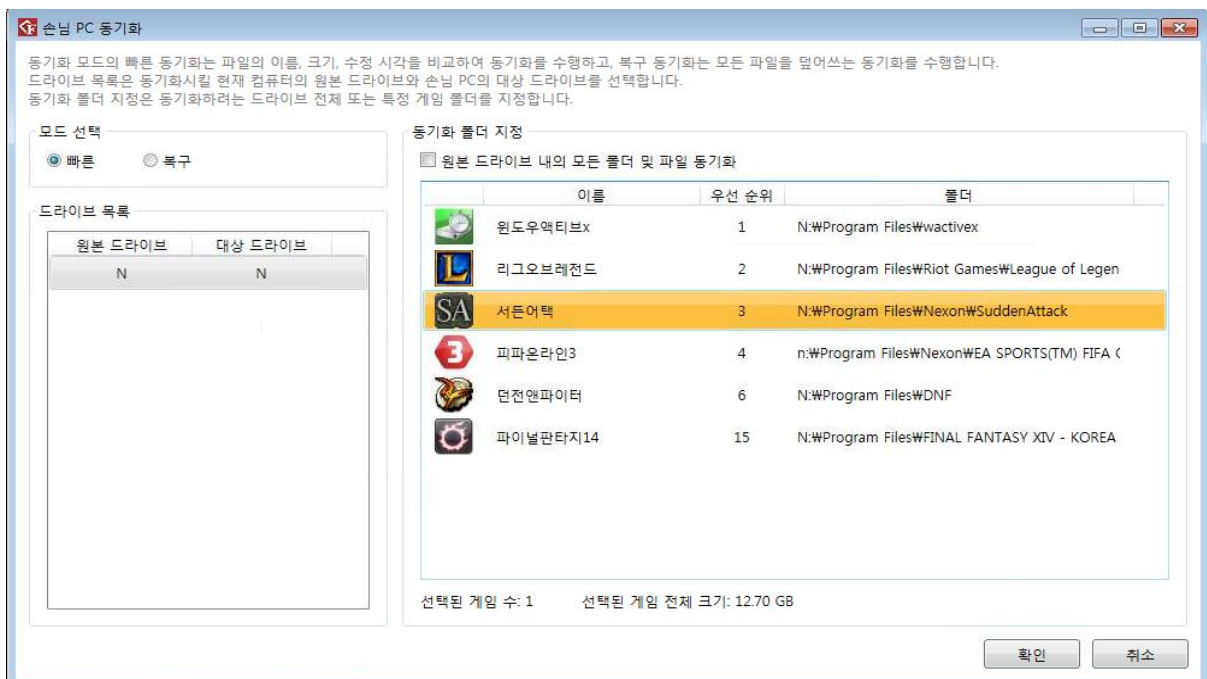 손님 PC 동기화
동기화 모드의 빠른 동기화는 파일의 이름, 크기, 수정 시각을 비교하여 동기화를 수행하고, 복구 동기화는 모든 파일을 덮어쓰는 동기화를 수행합니다.
드라이브 목록은 동기화시킬 현재 컴퓨터의 원본 드라이브와 손님 PC의 대상 드라이브를 선택합니다.
동기화 폴더 지정은 동기화하려는 드라이브 전체 또는 특정 게임 폴더를 지정합니다.
모드 선택
빠른 복구
드라이브 목록
원본 드라이브 대상 드라이브
N N
동기화 폴더 지정
원본 드라이브 내의 모든 폴더 및 파일 동기화
이름 우선 순위 폴더
윈도우액티브x 1 N:₩Program Files₩wactivex
리그오브레전드 2 N:₩Program Files₩Riot Games₩League of Legen
SA 서든어택 3 N:₩Program Files₩Nexon₩SuddenAttack
3 피파온라인3 4 n:₩Program Files₩Nexon₩EA SPORTS(TM) FIFA
던전앤파이터 6 N:₩Program Files₩DNF
파이널판타지14 15 N:₩Program Files₩FINAL FANTASY XIV - KOREA
선택된 게임 수: 1 선택된 게임 전체 크기: 12.70 GB
확인 취소